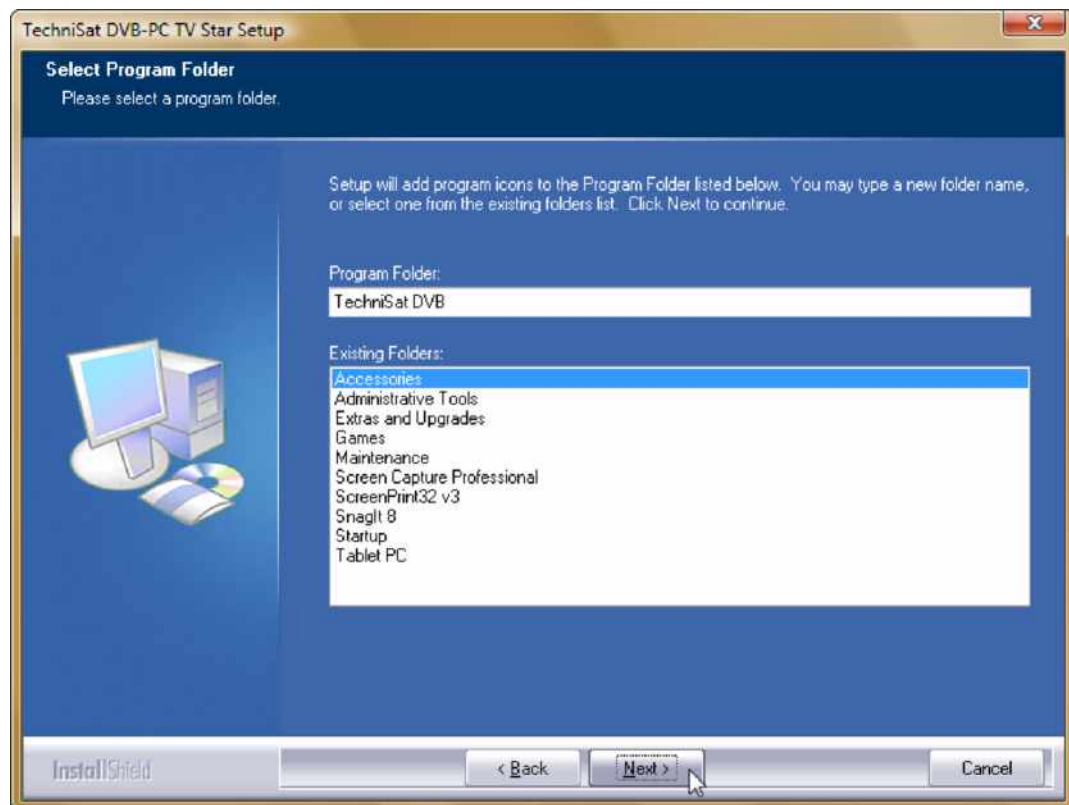 TechniSat DVB-PC TV Star Setup
Select Program Folder
Please select a program folder.
Setup will add program icons to the Program Folder listed below. You may type a new folder name,
or select one from the existing folders list. Click Next to continue.
Program Folder:
TechniSat DVB
Existing Folders:
Accessories
Administrative Tools
Extras and Upgrades
Games
Maintenance
Screen Capture Professional
ScreenPrint32 v3
SnagIt 8
Startup
Tablet PC
InstallShield
< Back
Next >
Cancel